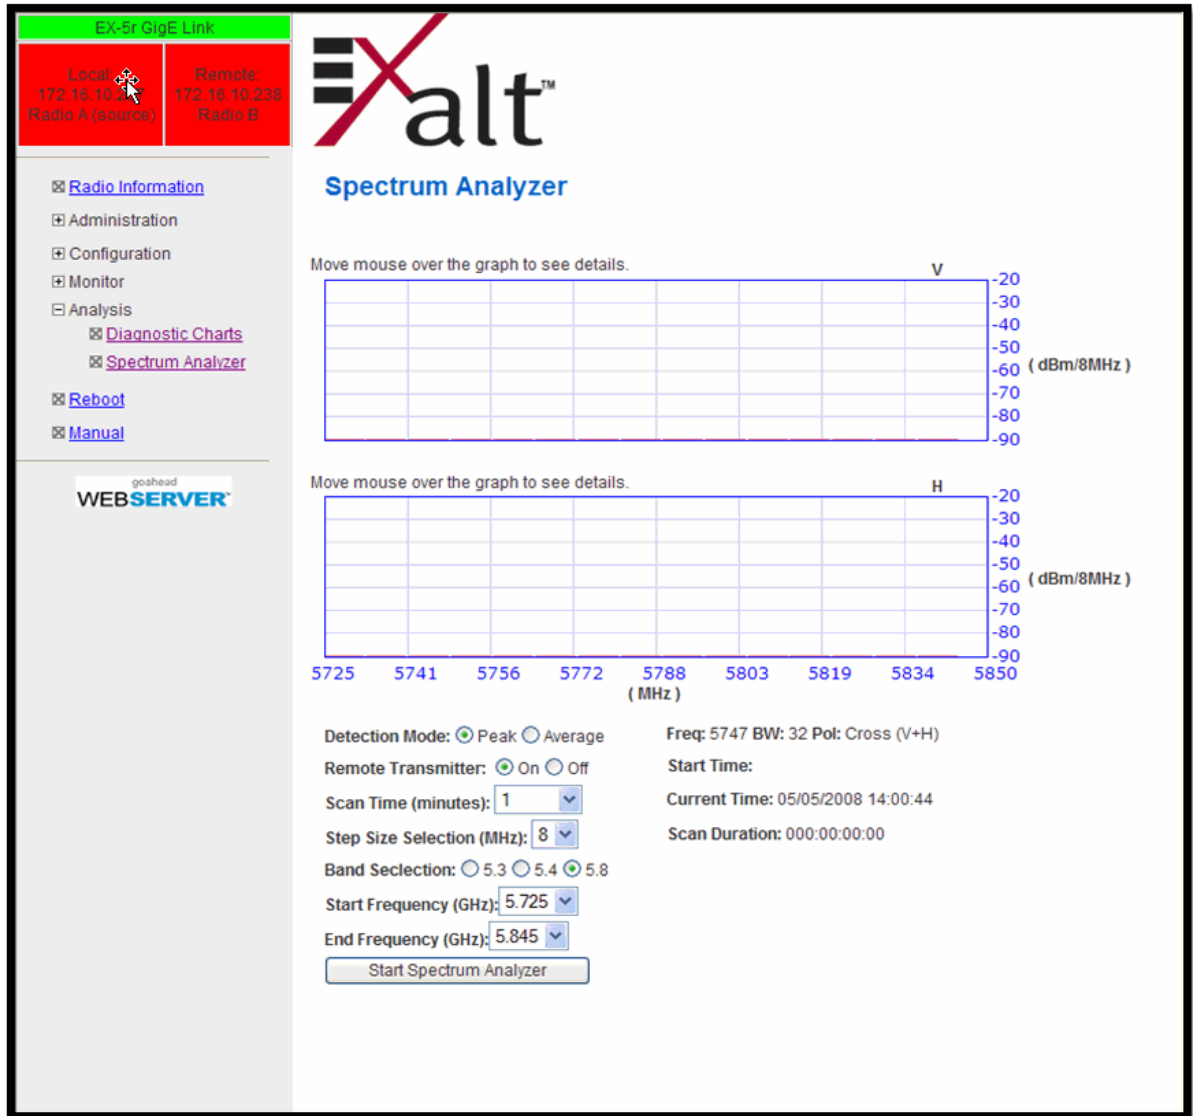 EX-5r GigE Link
Local:
172.16.10.2
Radio A (source)
Remote:
172.16.10.238
Radio B
EXalt™
Radio Information
Administration
Configuration
Monitor
Analysis
Diagnostic Charts
Spectrum Analyzer
Reboot
Manual
goahead
WEBSERVER
Spectrum Analyzer
Move mouse over the graph to see details.
V
-20
-30
-40
-50
-60 ( dBm/8MHz )
-70
-80
-90
Move mouse over the graph to see details.
H
-20
-30
-40
-50
-60 ( dBm/8MHz )
-70
-80
-90
5725 5741 5756 5772 5788 5803 5819 5834 5850
( MHz )
Detection Mode: Peak Average
Remote Transmitter: On Off
Scan Time (minutes): 1
Step Size Selection (MHz): 8
Band Seclection: 5.3 5.4 5.8
Start Frequency (GHz): 5.725
End Frequency (GHz): 5.845
Start Spectrum Analyzer
Freq: 5747 BW: 32 Pol: Cross (V+H)
Start Time:
Current Time: 05/05/2008 14:00:44
Scan Duration: 000:00:00:00